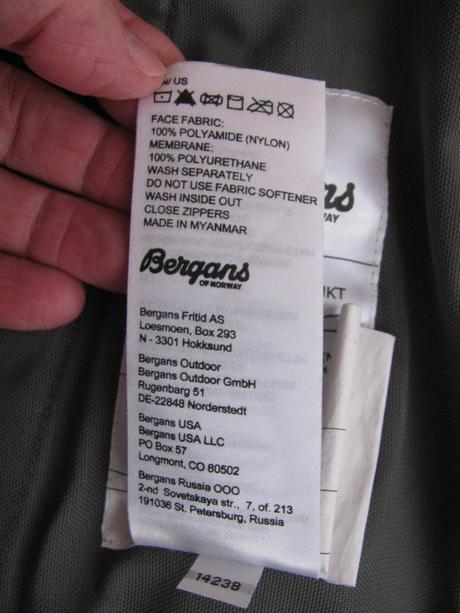 / US
FACE FABRIC:
100% POLYAMIDE (NYLON)
MEMBRANE:
100% POLYURETHANE
WASH SEPARATELY
DO NOT USE FABRIC SOFTENER
WASH INSIDE OUT
CLOSE ZIPPERS
MADE IN MYANMAR
Bergans
OF NORWAY
Bergans Fritid AS
Loesmoen, Box 293
N - 3301 Hokksund
Bergans Outdoor
Bergans Outdoor GmbH
Rugenbarg 51
DE-22848 Norderstedt
Bergans USA
Bergans USA LLC
PO Box 57
Longmont, CO 80502
Bergans Russia OOO
2-nd Sovetskaya str., 7, of. 213
191036 St. Petersburg, Russia
14238
ns
WAY